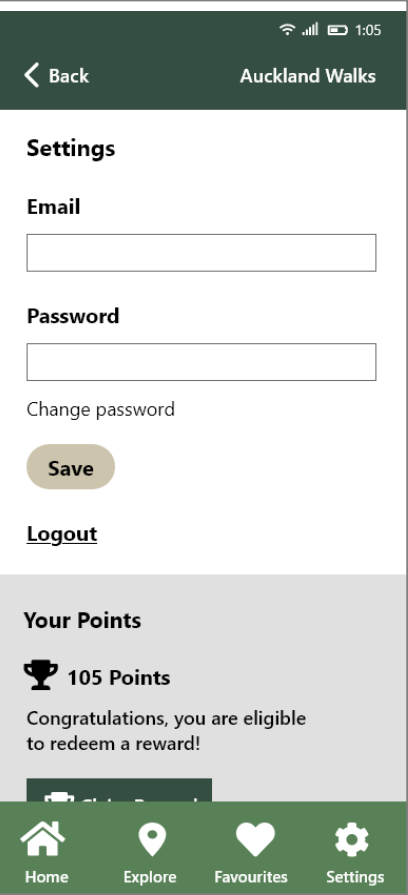 1:05
Back
Auckland Walks
Settings
Email
Password
Change password
Save
Logout
Your Points
105 Points
Congratulations, you are eligible
to redeem a reward!
Home
Explore
Favourites
Settings